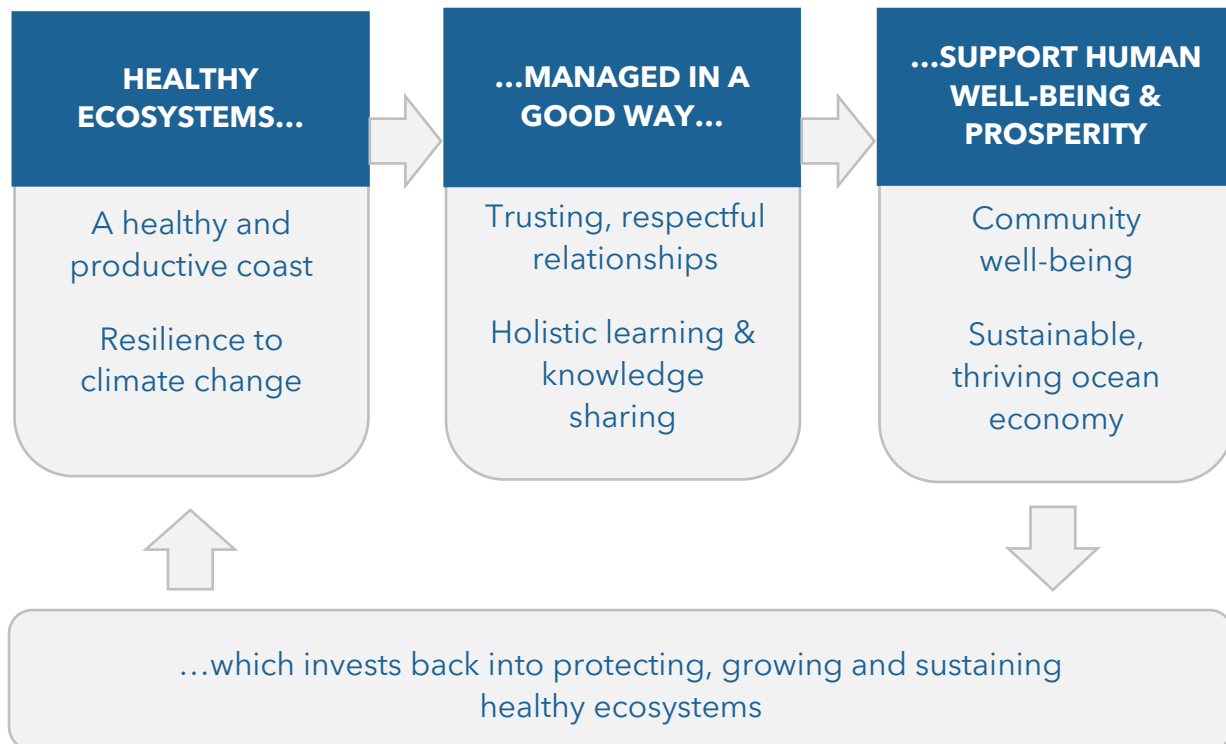 HEALTHY
ECOSYSTEMS...
A healthy and
productive coast
Resilience to
climate change
...MANAGED IN A
GOOD WAY...
Trusting, respectful
relationships
Holistic learning &
knowledge
sharing
...SUPPORT HUMAN
WELL-BEING &
PROSPERITY
Community
well-being
Sustainable,
thriving ocean
economy
...which invests back into protecting, growing and sustaining
healthy ecosystems